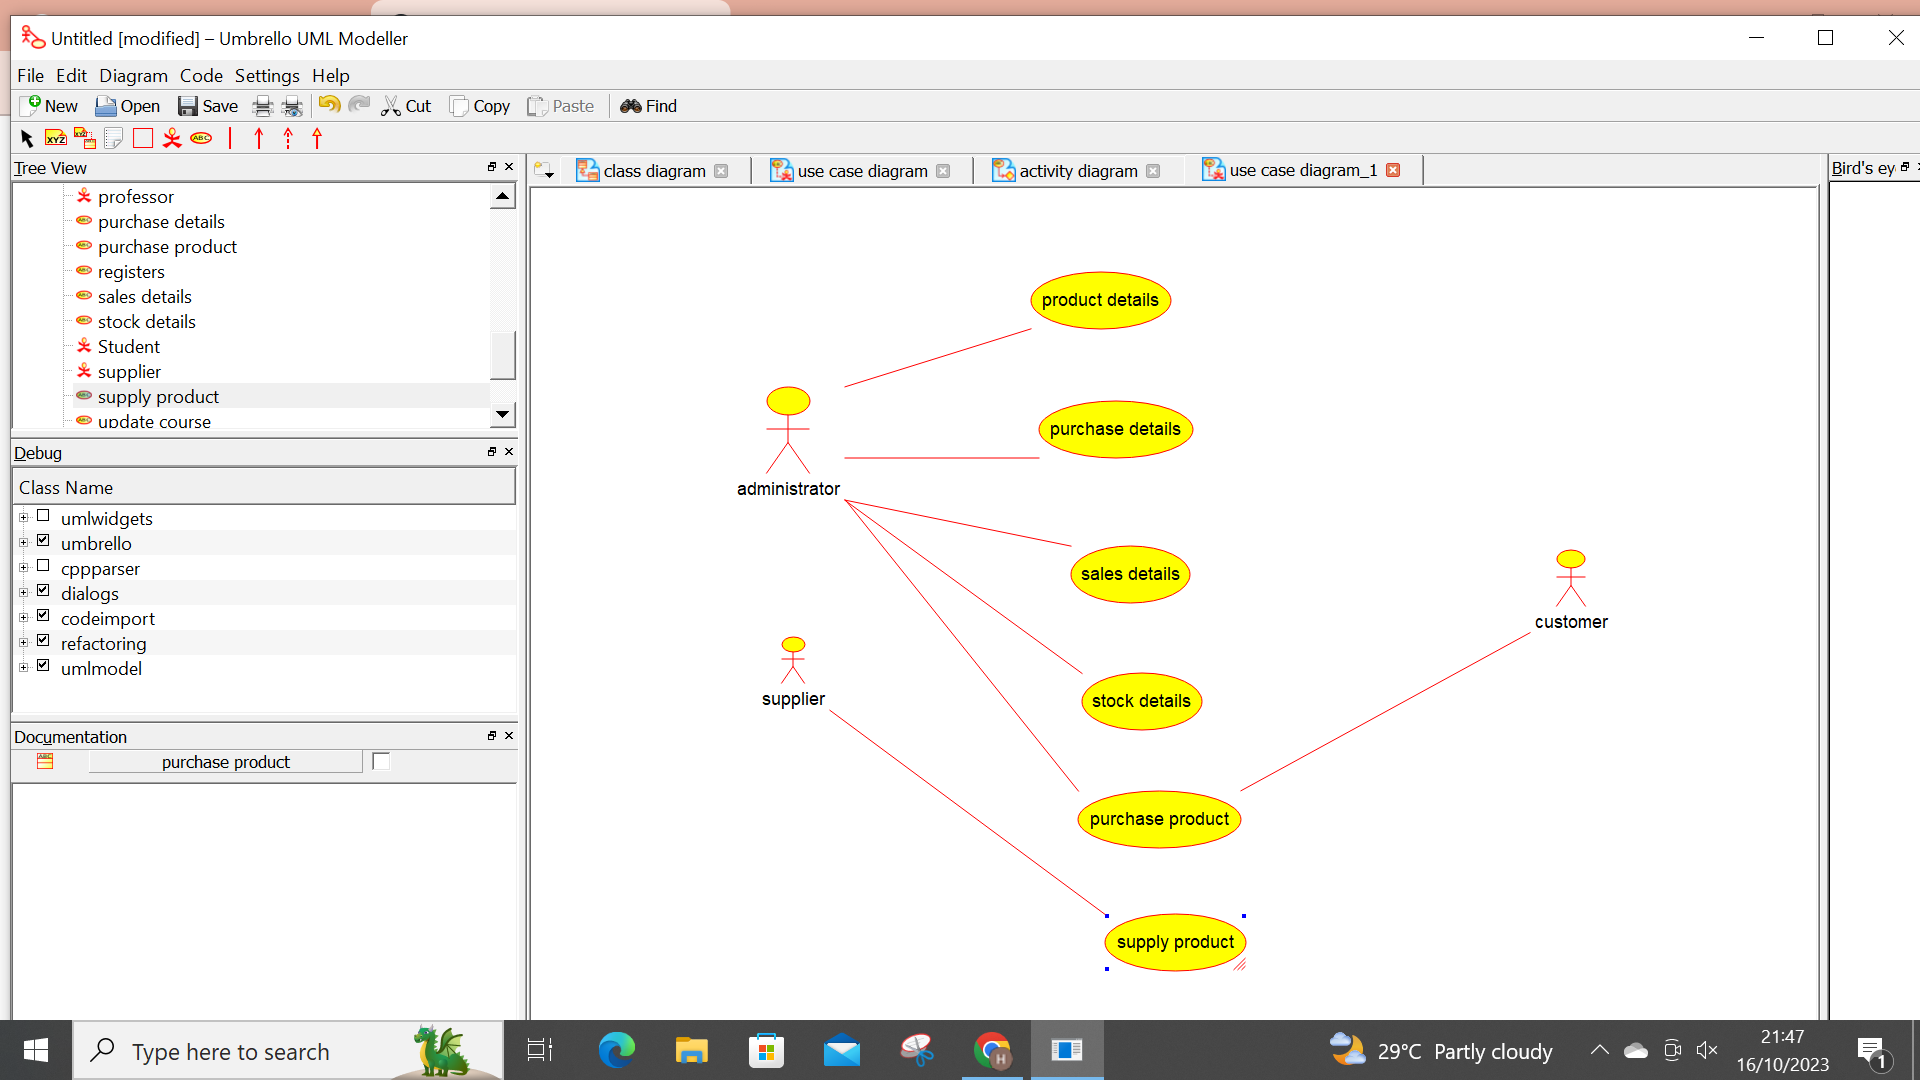 Untitled [modified] – Umbrello UML Modeller
File Edit Diagram Code Settings Help
New Open Save Cut Copy Paste Find
XYZ XYZ ABC
Tree View
class diagram use case diagram activity diagram use case diagram_1
Bird's ey
professor
purchase details
purchase product
registers
sales details
stock details
Student
supplier
supply product
update course
Debug
Class Name
umlwidgets
umbrello
cppparser
dialogs
codeimport
refactoring
umlmodel
Documentation
purchase product
product details
purchase details
administrator
sales details
customer
supplier
stock details
purchase product
supply product
Type here to search
H
29°C Partly cloudy
21:47
16/10/2023
1